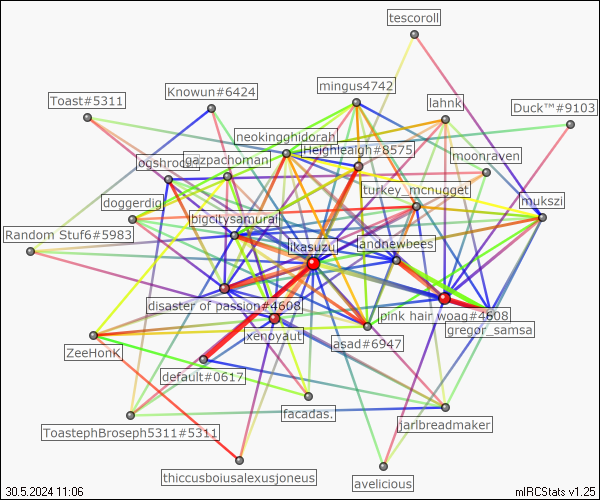 tescoroll
mingus4742
Knowun#6424
Toast#5311
lahnk
Duck™#9103
neokingghidorah
Heighleaigh#8575
moonraven
gazpachoman
turkey_mcnugget
doggerdig
mukszi
bigcitysamurai
Random Stuf6#5983
ikasuzu
andnewbees
disaster of passion#4608
pink hair woag#4608
gregor_samsa
xenoyaut
asad#6947
ZeeHonK
default#0617
facadas.
ToastephBroseph5311#5311
jarlbreadmaker
thiccusboiusalexusjoneus
avelicious
30.5.2024 11:06
mIRCStats v1.25